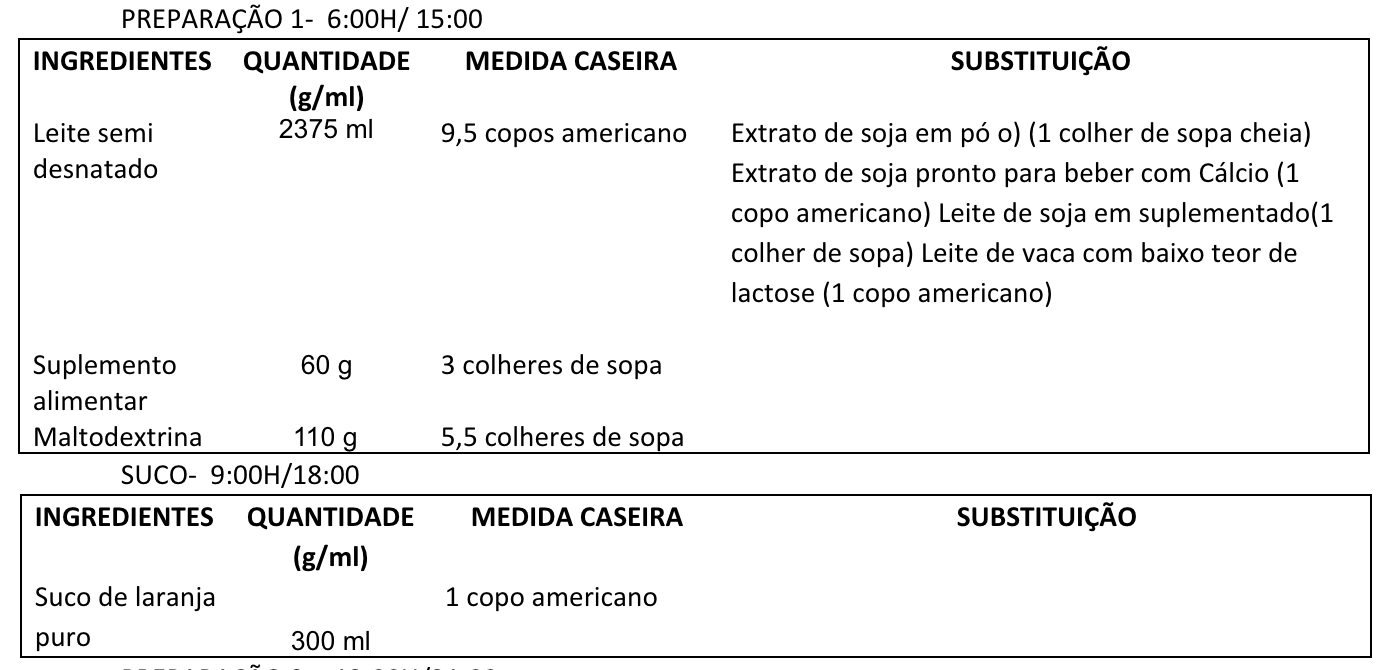 PREPARAÇÃO 1- 6:00H/ 15:00
INGREDIENTES QUANTIDADE MEDIDA CASEIRA SUBSTITUIÇÃO
(g/ml)
Leite semi 2375 ml 9,5 copos americano Extrato de soja em pó o) (1 colher de sopa cheia)
desnatado Extrato de soja pronto para beber com Cálcio (1
copo americano) Leite de soja em suplementado(1
colher de sopa) Leite de vaca com baixo teor de
lactose (1 copo americano)
Suplemento 60 g 3 colheres de sopa
alimentar
Maltodextrina 110 g 5,5 colheres de sopa
SUCO- 9:00H/18:00
INGREDIENTES QUANTIDADE MEDIDA CASEIRA SUBSTITUIÇÃO
(g/ml)
Suco de laranja 1 copo americano
puro 300 ml